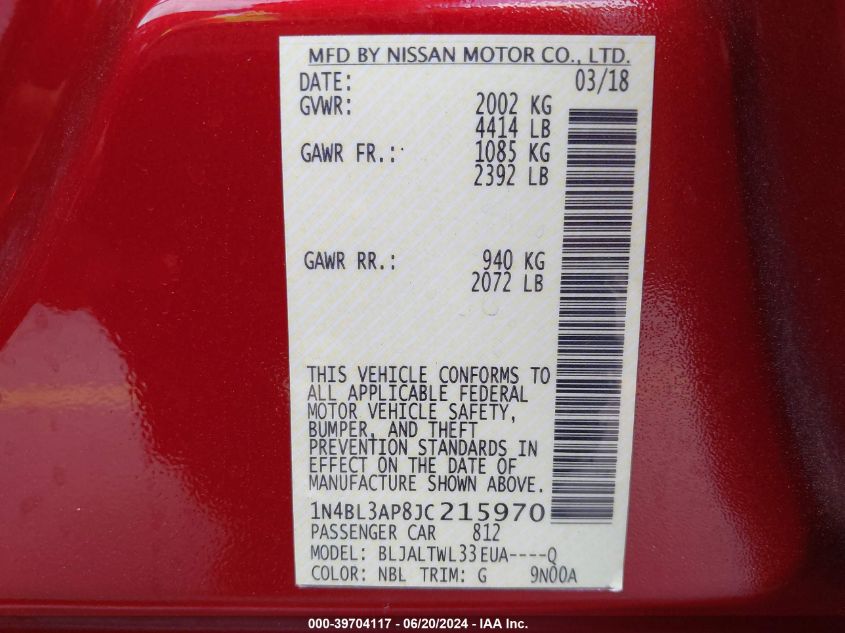 MFD BY NISSAN MOTOR CO., LTD.
DATE: 03/18
GVWR: 2002 KG
4414 LB
GAWR FR.: 1085 KG
2392 LB
GAWR RR.: 940 KG
2072 LB
THIS VEHICLE CONFORMS TO
ALL APPLICABLE FEDERAL
MOTOR VEHICLE SAFETY,
BUMPER, AND THEFT
PREVENTION STANDARDS IN
EFFECT ON THE DATE OF
MANUFACTURE SHOWN ABOVE.
1N4BL3AP8JC215970
PASSENGER CAR 812
MODEL: BLJALTWL33EUA----Q
COLOR: NBL TRIM: G 9N00A
000-39704117 - 06/20/2024 - IAA Inc.